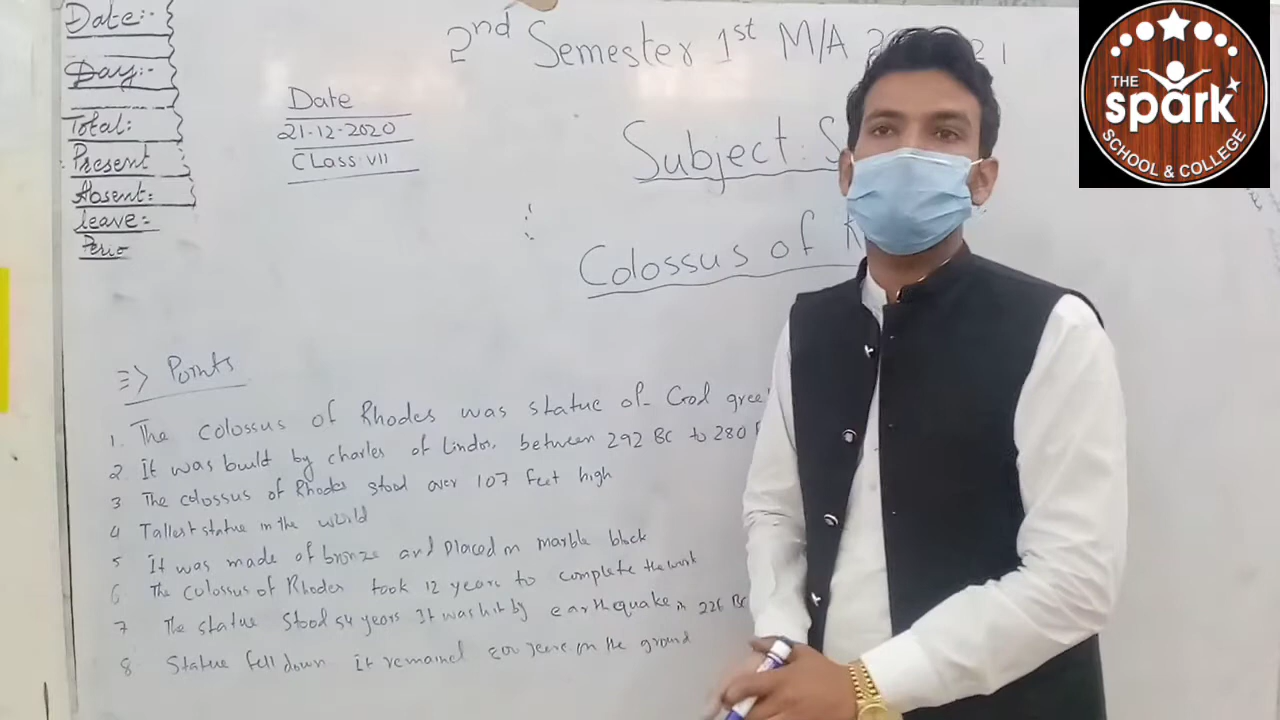 Date:-
Day:-
Total:
Present
Absent:
leave=
Perio
2nd Semester 1st M/A
Date
21-12-2020
CLass VII
Subject: S
Colossus of R
=> Points
1. The colossus of Rhodes was statue of God gree
2 It was built by charles of Lindos, between 292 BC to 280
3 The colossus of Rhodes stood over 107 feet high
4 Tallest statue in the world
5 It was made of bronze and placed on marble block
6 The colossus of Rhodes took 12 years to complete the work
7 The statue stood 54 years It was hit by earthquake in 226 BC
8 Statue fell down It remained on the ground
THE
spark
SCHOOL & COLLEGE